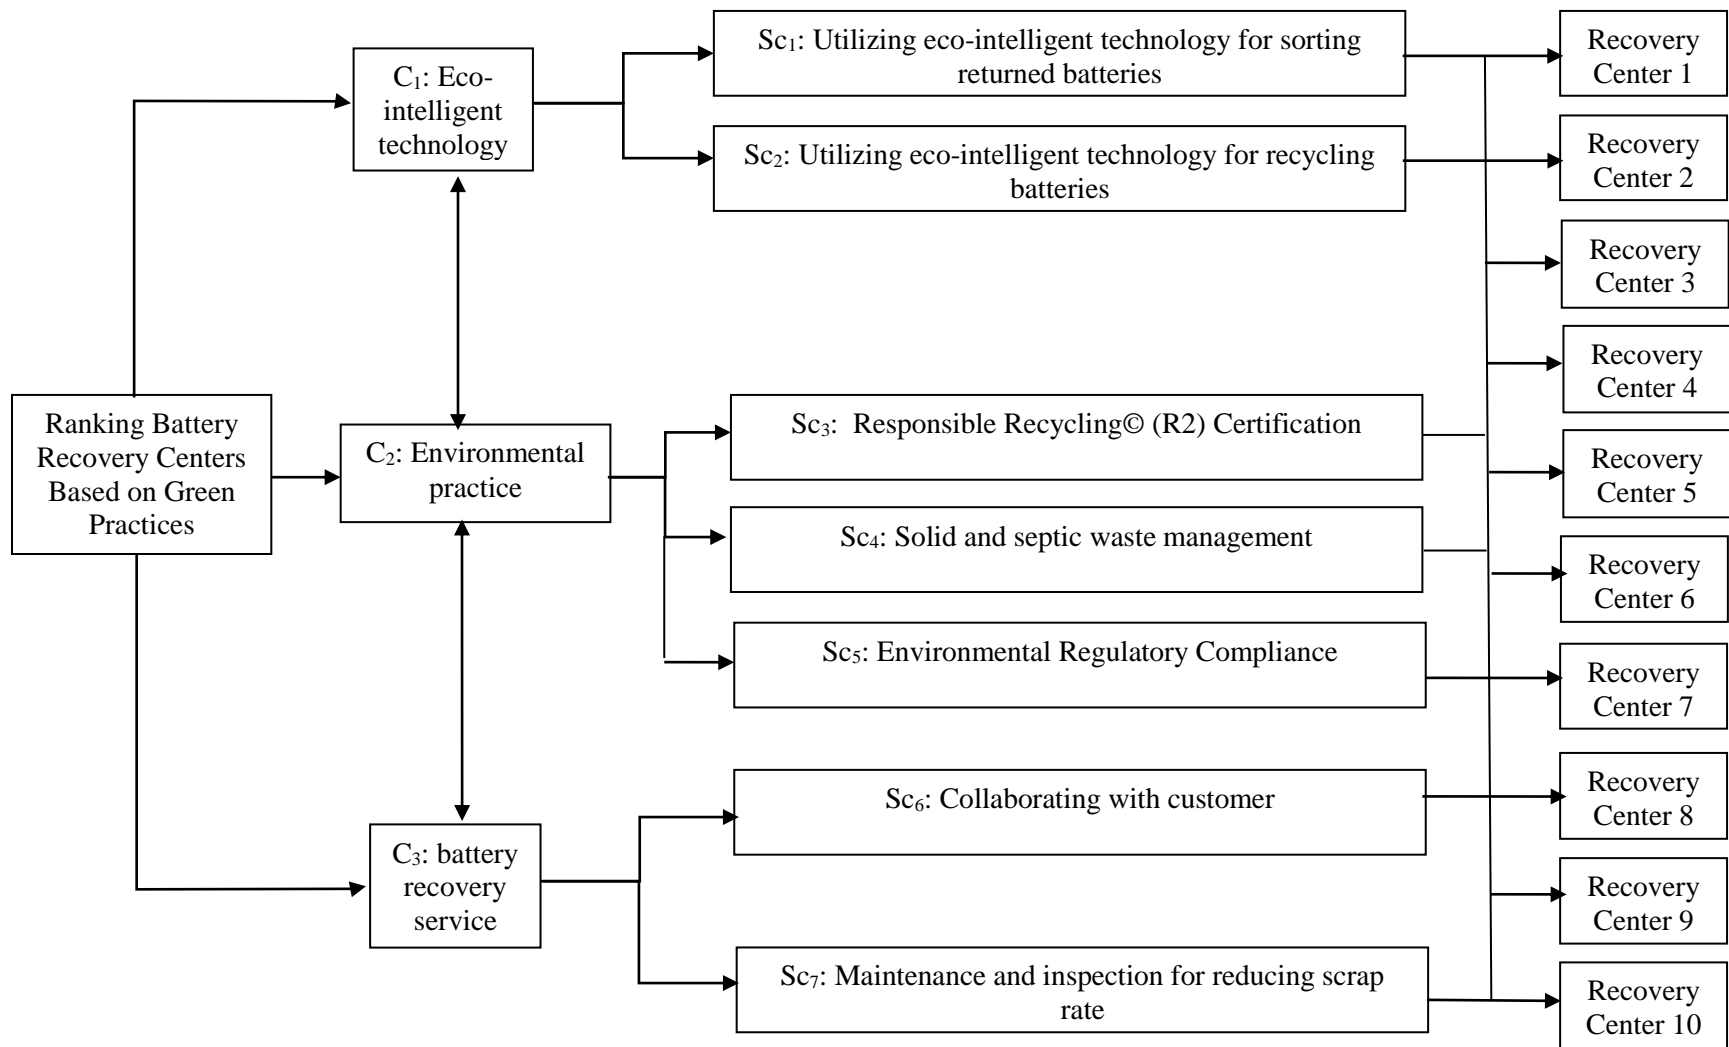 Ranking Battery
Recovery Centers
Based on Green
Practices
C₁: Eco-
intelligent
technology
C₂: Environmental
practice
C₃: battery
recovery
service
Sc₁: Utilizing eco-intelligent technology for sorting
returned batteries
Sc₂: Utilizing eco-intelligent technology for recycling
batteries
Sc₃: Responsible Recycling© (R2) Certification
Sc₄: Solid and septic waste management
Sc₅: Environmental Regulatory Compliance
Sc₆: Collaborating with customer
Sc₇: Maintenance and inspection for reducing scrap
rate
Recovery
Center 1
Recovery
Center 2
Recovery
Center 3
Recovery
Center 4
Recovery
Center 5
Recovery
Center 6
Recovery
Center 7
Recovery
Center 8
Recovery
Center 9
Recovery
Center 10